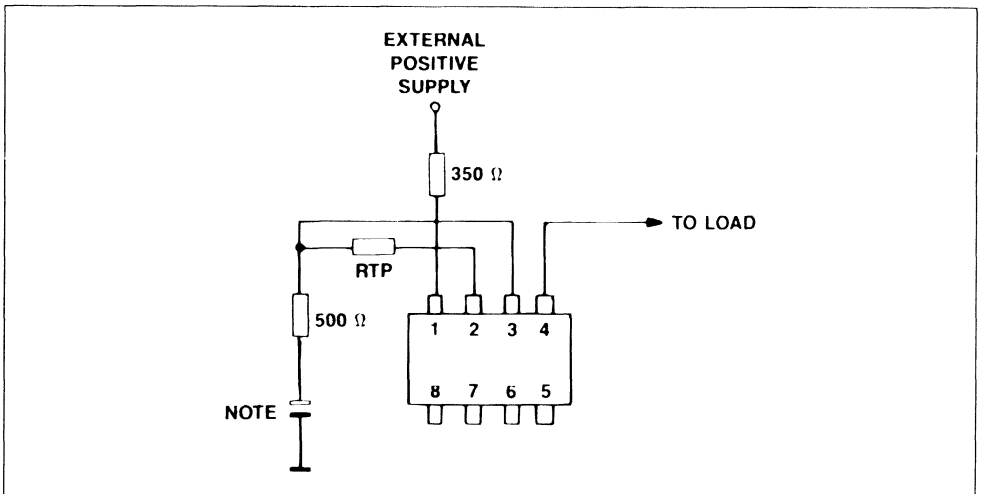 EXTERNAL
POSITIVE
SUPPLY
350 Ω
TO LOAD
RTP
500 Ω
1 2 3 4
8 7 6 5
NOTE